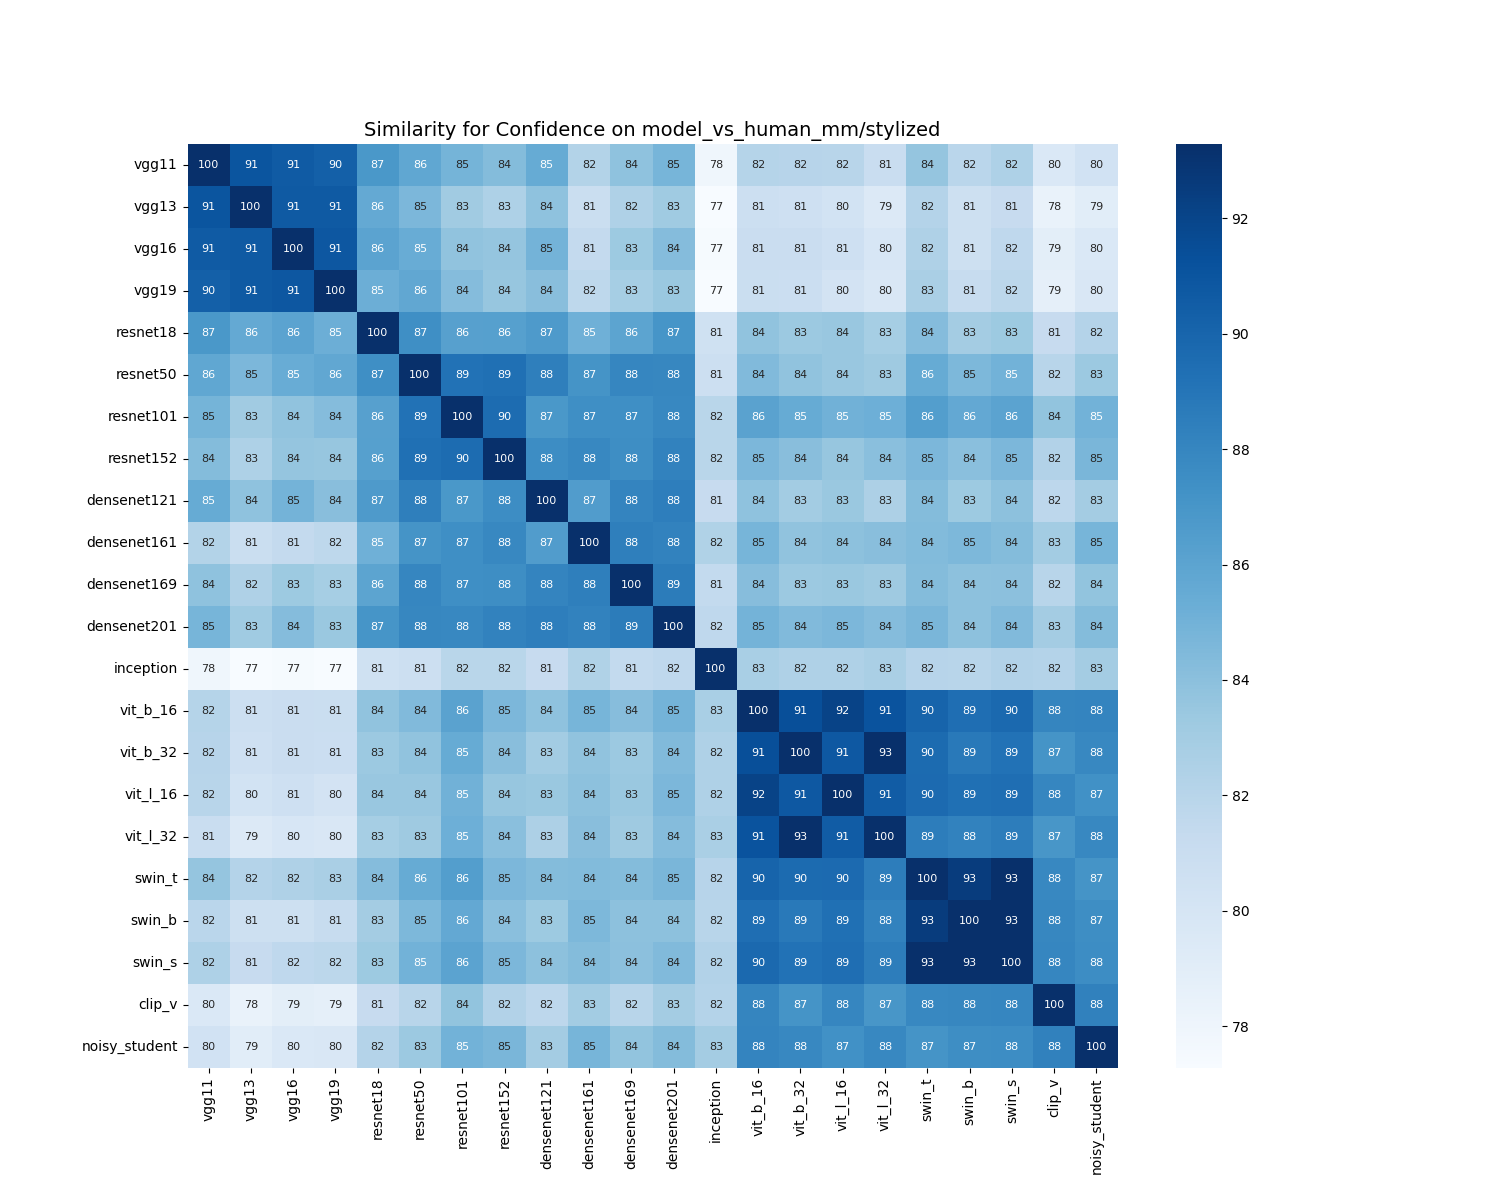 Similarity for Confidence on model_vs_human_mm/stylized
vgg11 100 91 91 90 87 86 85 84 85 82 84 85 78 82 82 82 81 84 82 82 80 80
vgg13 91 100 91 91 86 85 83 83 84 81 82 83 77 81 81 80 79 82 81 81 78 79
vgg16 91 91 100 91 86 85 84 84 85 81 83 84 77 81 81 81 80 82 81 82 79 80
vgg19 90 91 91 100 85 86 84 84 84 82 83 83 77 81 81 80 80 83 81 82 79 80
resnet18 87 86 86 85 100 87 86 86 87 85 86 87 81 84 83 84 83 84 83 83 81 82
resnet50 86 85 85 86 87 100 89 89 88 87 88 88 81 84 84 84 83 86 85 85 82 83
resnet101 85 83 84 84 86 89 100 90 87 87 87 88 82 86 85 85 85 86 86 86 84 85
resnet152 84 83 84 84 86 89 90 100 88 88 88 88 82 85 84 84 84 85 84 85 82 85
densenet121 85 84 85 84 87 88 87 88 100 87 88 88 81 84 83 83 83 84 83 84 82 83
densenet161 82 81 81 82 85 87 87 88 87 100 88 88 82 85 84 84 84 84 85 84 83 85
densenet169 84 82 83 83 86 88 87 88 88 88 100 89 81 84 83 83 83 84 84 84 82 84
densenet201 85 83 84 83 87 88 88 88 88 88 89 100 82 85 84 85 84 85 84 84 83 84
inception 78 77 77 77 81 81 82 82 81 82 81 82 100 83 82 82 83 82 82 82 82 83
vit_b_16 82 81 81 81 84 84 86 85 84 85 84 85 83 100 91 92 91 90 89 90 88 88
vit_b_32 82 81 81 81 83 84 85 84 83 84 83 84 82 91 100 91 93 90 89 89 87 88
vit_l_16 82 80 81 80 84 84 85 84 83 84 83 85 82 92 91 100 91 90 89 89 88 87
vit_l_32 81 79 80 80 83 83 85 84 83 84 83 84 83 91 93 91 100 89 88 89 87 88
swin_t 84 82 82 83 84 86 86 85 84 84 84 85 82 90 90 90 89 100 93 93 88 87
swin_b 82 81 81 81 83 85 86 84 83 85 84 84 82 89 89 89 88 93 100 93 88 87
swin_s 82 81 82 82 83 85 86 85 84 84 84 84 82 90 89 89 89 93 93 100 88 88
clip_v 80 78 79 79 81 82 84 82 82 83 82 83 82 88 87 88 87 88 88 88 100 88
noisy_student 80 79 80 80 82 83 85 85 83 85 84 84 83 88 88 87 88 87 87 88 88 100
vgg11 vgg13 vgg16 vgg19 resnet18 resnet50 resnet101 resnet152 densenet121 densenet161 densenet169 densenet201 inception vit_b_16 vit_b_32 vit_l_16 vit_l_32 swin_t swin_b swin_s clip_v noisy_student
92
90
88
86
84
82
80
78